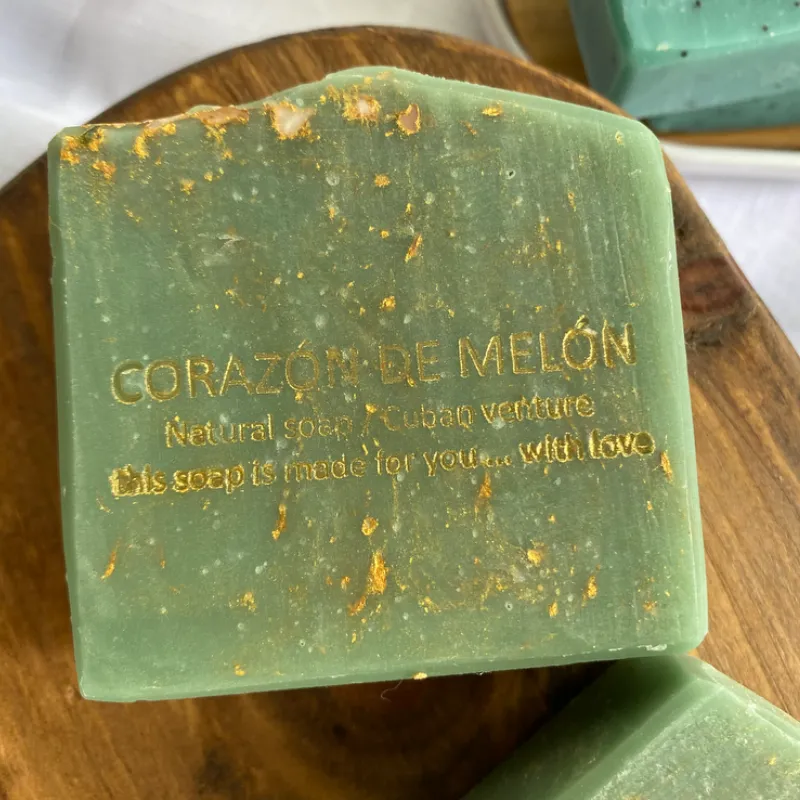 CORAZÓN DE MELÓN
Natural soap / Cuban venture
this soap is made for you... with love